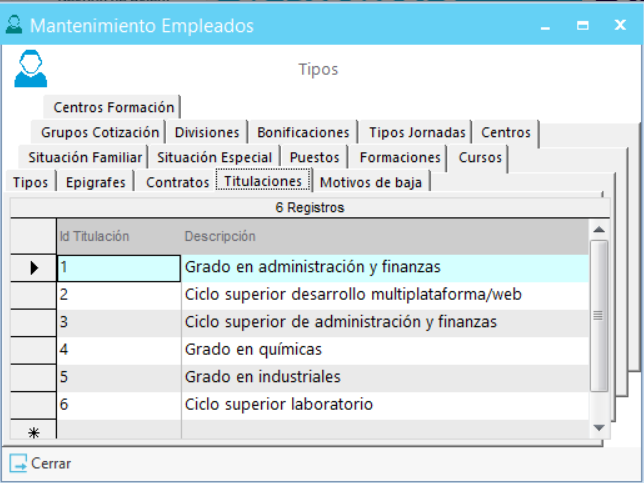 Mantenimiento Empleados
Tipos
Centros Formación
Grupos Cotización Divisiones Bonificaciones Tipos Jornadas Centros
Situación Familiar Situación Especial Puestos Formaciones Cursos
Tipos Epigrafes Contratos Titulaciones Motivos de baja
6 Registros
Id Titulación Descripción
1 Grado en administración y finanzas
2 Ciclo superior desarrollo multiplataforma/web
3 Ciclo superior de administración y finanzas
4 Grado en químicas
5 Grado en industriales
6 Ciclo superior laboratorio
Cerrar